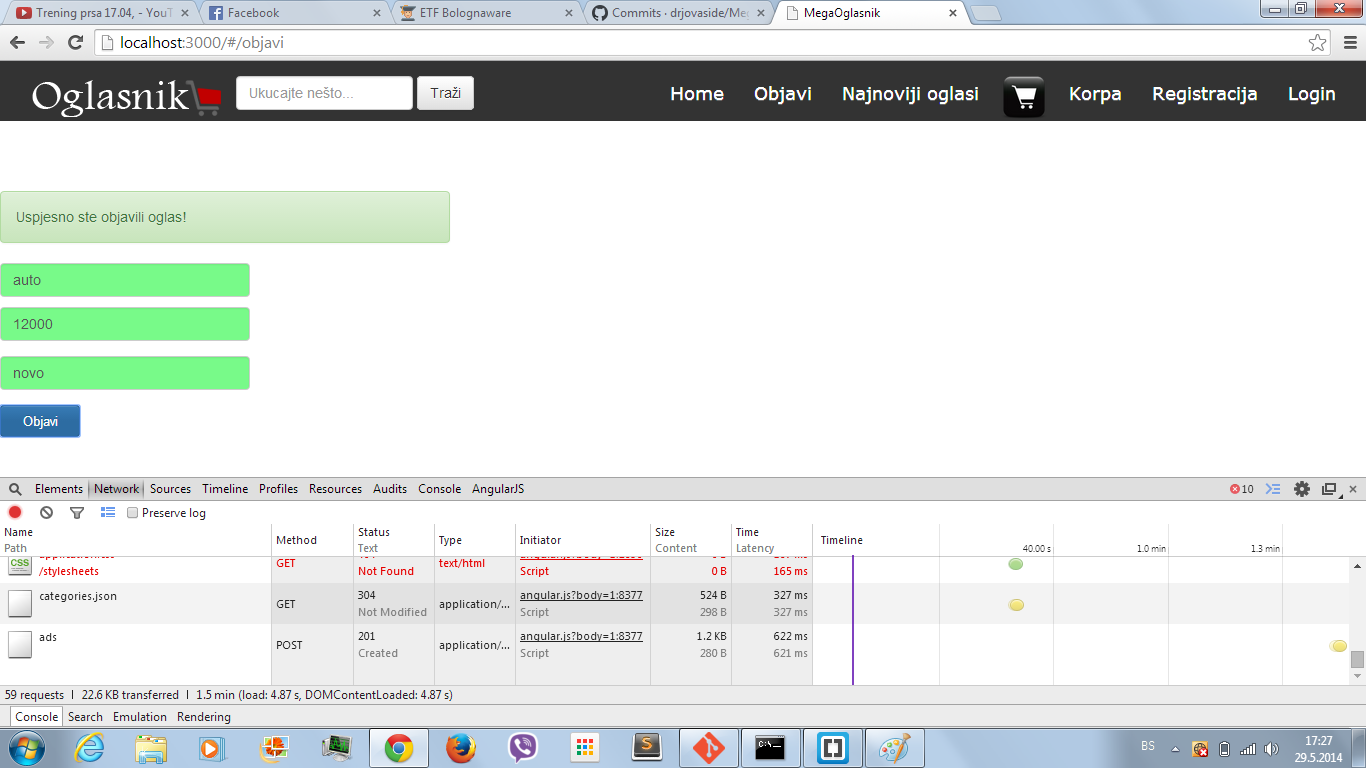 Trening prsa 17.04, - YouT
Facebook
ETF Bolognaware
Commits · drjovaside/Me
MegaOglasnik
localhost:3000/#/objavi
Oglasnik
Ukucajte nešto...
Traži
Home
Objavi
Najnoviji oglasi
Korpa
Registracija
Login
Uspjesno ste objavili oglas!
auto
12000
novo
Objavi
Elements Network Sources Timeline Profiles Resources Audits Console AngularJS
10
Preserve log
Name
Path
Method
Status
Text
Type
Initiator
Size
Content
Time
Latency
Timeline
40.00 s
1.0 min
1.3 min
CSS
/stylesheets
GET
Not Found
text/html
Script
0 B
165 ms
categories.json
GET
304
Not Modified
application/...
angular.js?body=1:8377
Script
524 B
298 B
327 ms
327 ms
ads
POST
201
Created
application/...
angular.js?body=1:8377
Script
1.2 KB
280 B
622 ms
621 ms
59 requests | 22.6 KB transferred | 1.5 min (load: 4.87 s, DOMContentLoaded: 4.87 s)
Console Search Emulation Rendering
BS
17:27
29.5.2014